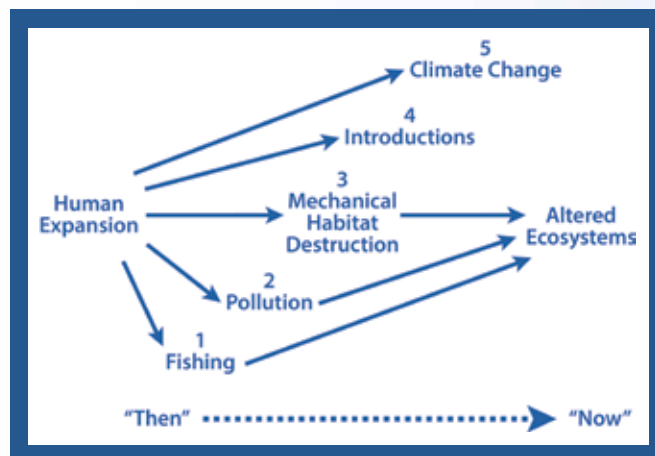 5
Climate Change
4
Introductions
3
Mechanical
Habitat
Destruction
Human
Expansion
Altered
Ecosystems
2
Pollution
1
Fishing
"Then"
"Now"